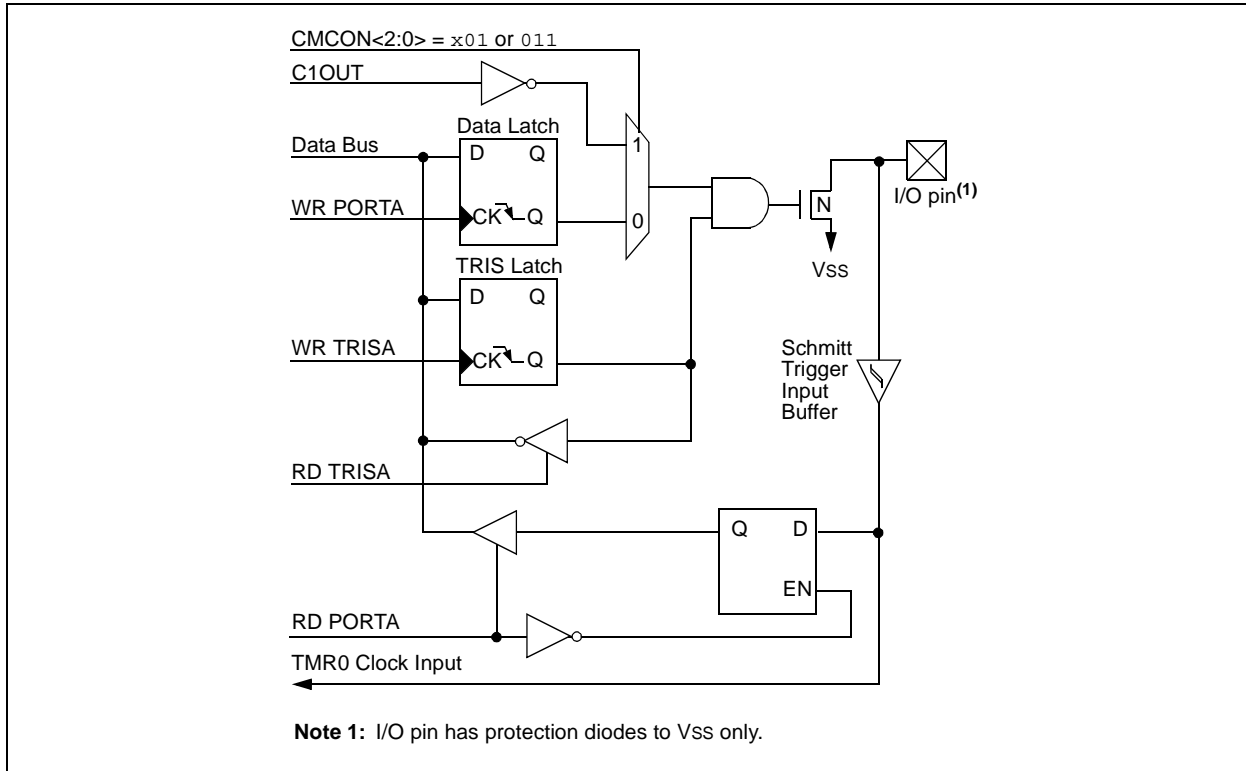 CMCON<2:0> = x01 or 011
C1OUT
Data Latch
Data Bus
D Q
1
I/O pin(1)
WR PORTA
CK Q
0
N
VSS
TRIS Latch
D Q
WR TRISA
CK Q
Schmitt
Trigger
Input
Buffer
RD TRISA
Q D
EN
RD PORTA
TMR0 Clock Input
Note 1: I/O pin has protection diodes to VSS only.